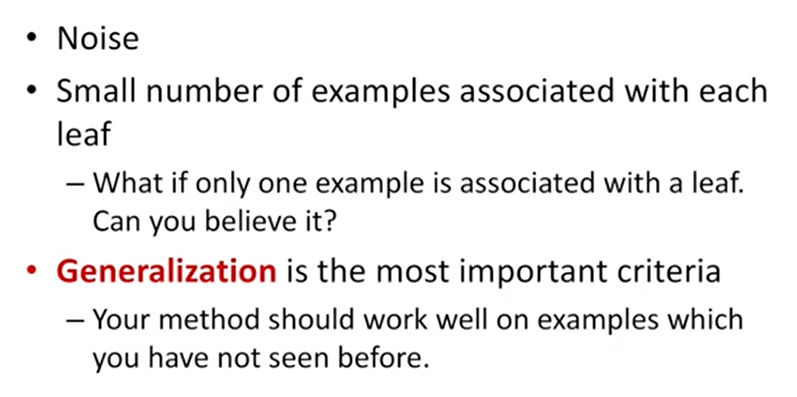 • Noise
• Small number of examples associated with each
leaf
– What if only one example is associated with a leaf.
Can you believe it?
• Generalization is the most important criteria
– Your method should work well on examples which
you have not seen before.